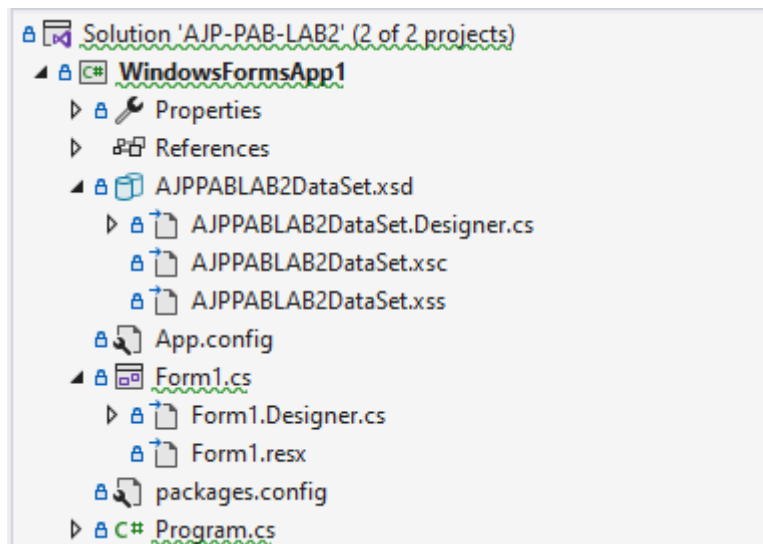 Solution 'AJP-PAB-LAB2' (2 of 2 projects)
C# WindowsFormsApp1
Properties
References
AJPPABLAB2DataSet.xsd
AJPPABLAB2DataSet.Designer.cs
AJPPABLAB2DataSet.xsc
AJPPABLAB2DataSet.xss
App.config
Form1.cs
Form1.Designer.cs
Form1.resx
packages.config
C# Program.cs